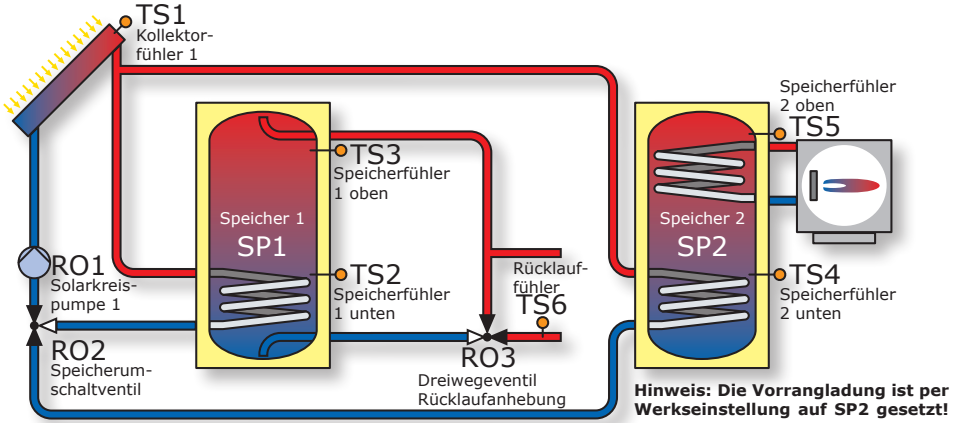 TS1
Kollektor-
fühler 1
Speicherfühler
2 oben
TS5
TS3
Speicherfühler
1 oben
Speicher 1
SP1
Speicher 2
SP2
RO1
Solarkreis-
pumpe 1
TS2
Speicherfühler
1 unten
Rücklauf-
fühler
TS6
TS4
Speicherfühler
2 unten
RO2
Speicherum-
schaltventil
RO3
Dreiwegeventil
Rücklaufanhebung
Hinweis: Die Vorrangladung ist per
Werkseinstellung auf SP2 gesetzt!